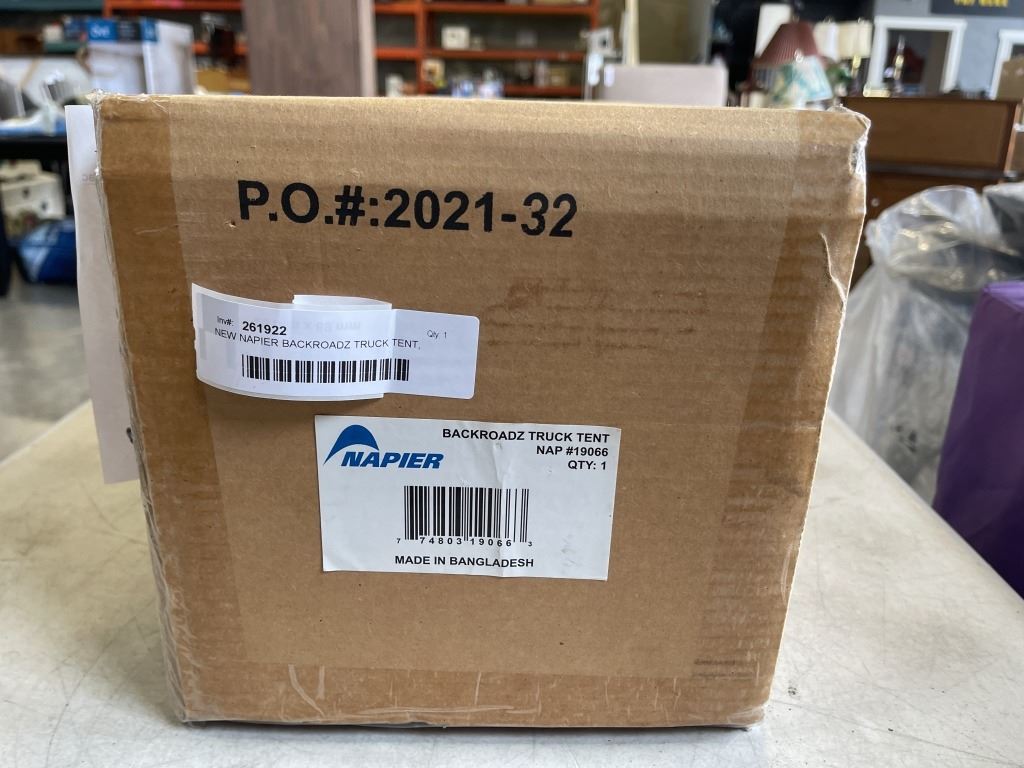 P.O.#:2021-32
Inv#: 261922
Qty. 1
NEW NAPIER BACKROADZ TRUCK TENT,
NAPIER
BACKROADZ TRUCK TENT
NAP #19066
QTY: 1
7 74803 19066 3
MADE IN BANGLADESH